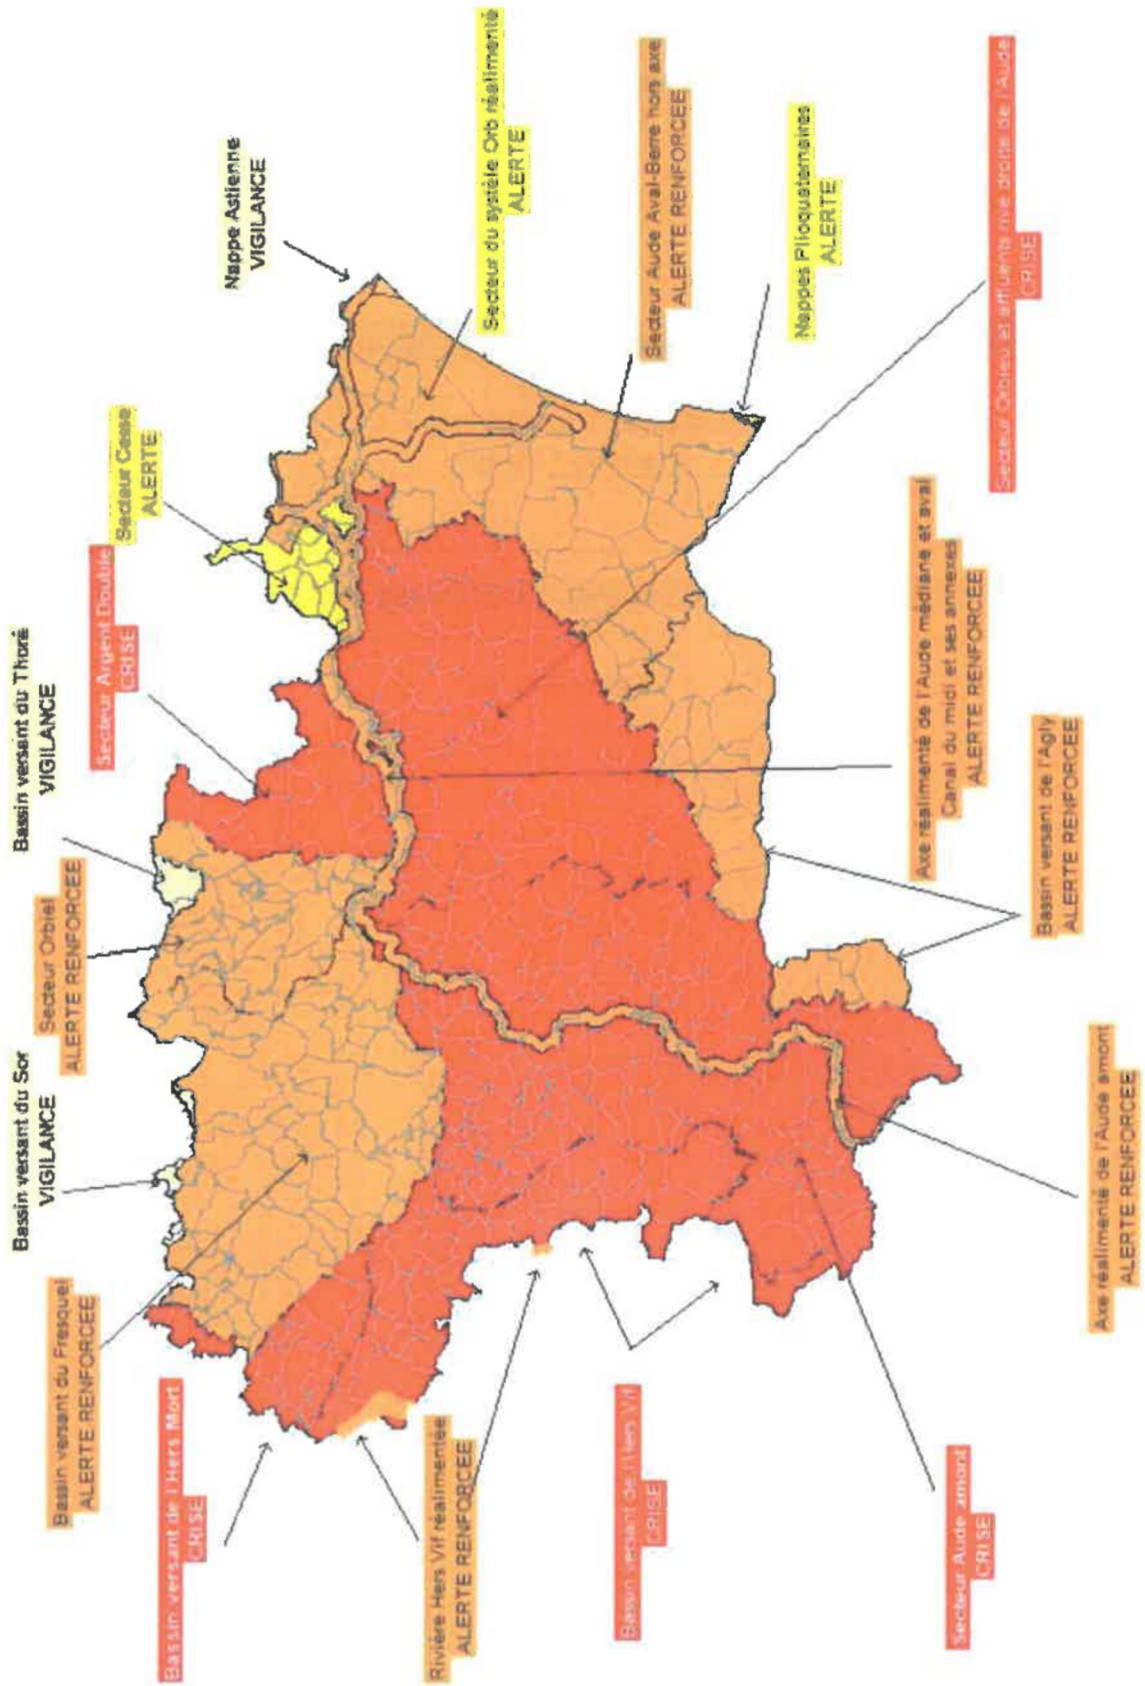 Bassin versant du Sor
VIGILANCE
Bassin versant du Thoré
VIGILANCE
Secteur Orbiel
ALERTE RENFORCEE
Secteur Argent Double
CRISE
Secteur Cesse
ALERTE
Nappe Astienne
VIGILANCE
Bassin versant du Fresquel
ALERTE RENFORCEE
Bassin versant de l'Hers Mort
CRISE
Secteur du systèle Orb réalimenté
ALERTE
Rivière Hers Vif réalimentée
ALERTE RENFORCEE
Secteur Aude Aval-Berre hors axe
ALERTE RENFORCEE
Bassin versant de l'Hers Vif
CRISE
Nappes Plioquaternaires
ALERTE
Secteur Aude amont
CRISE
Axe réalimenté de l'Aude amont
ALERTE RENFORCEE
Bassin versant de l'Agly
ALERTE RENFORCEE
Axe réalimenté de l'Aude médiane et aval
Canal du midi et ses annexes
ALERTE RENFORCEE
Secteur Orbieu et affluents rive droite de l'Aude
CRISE